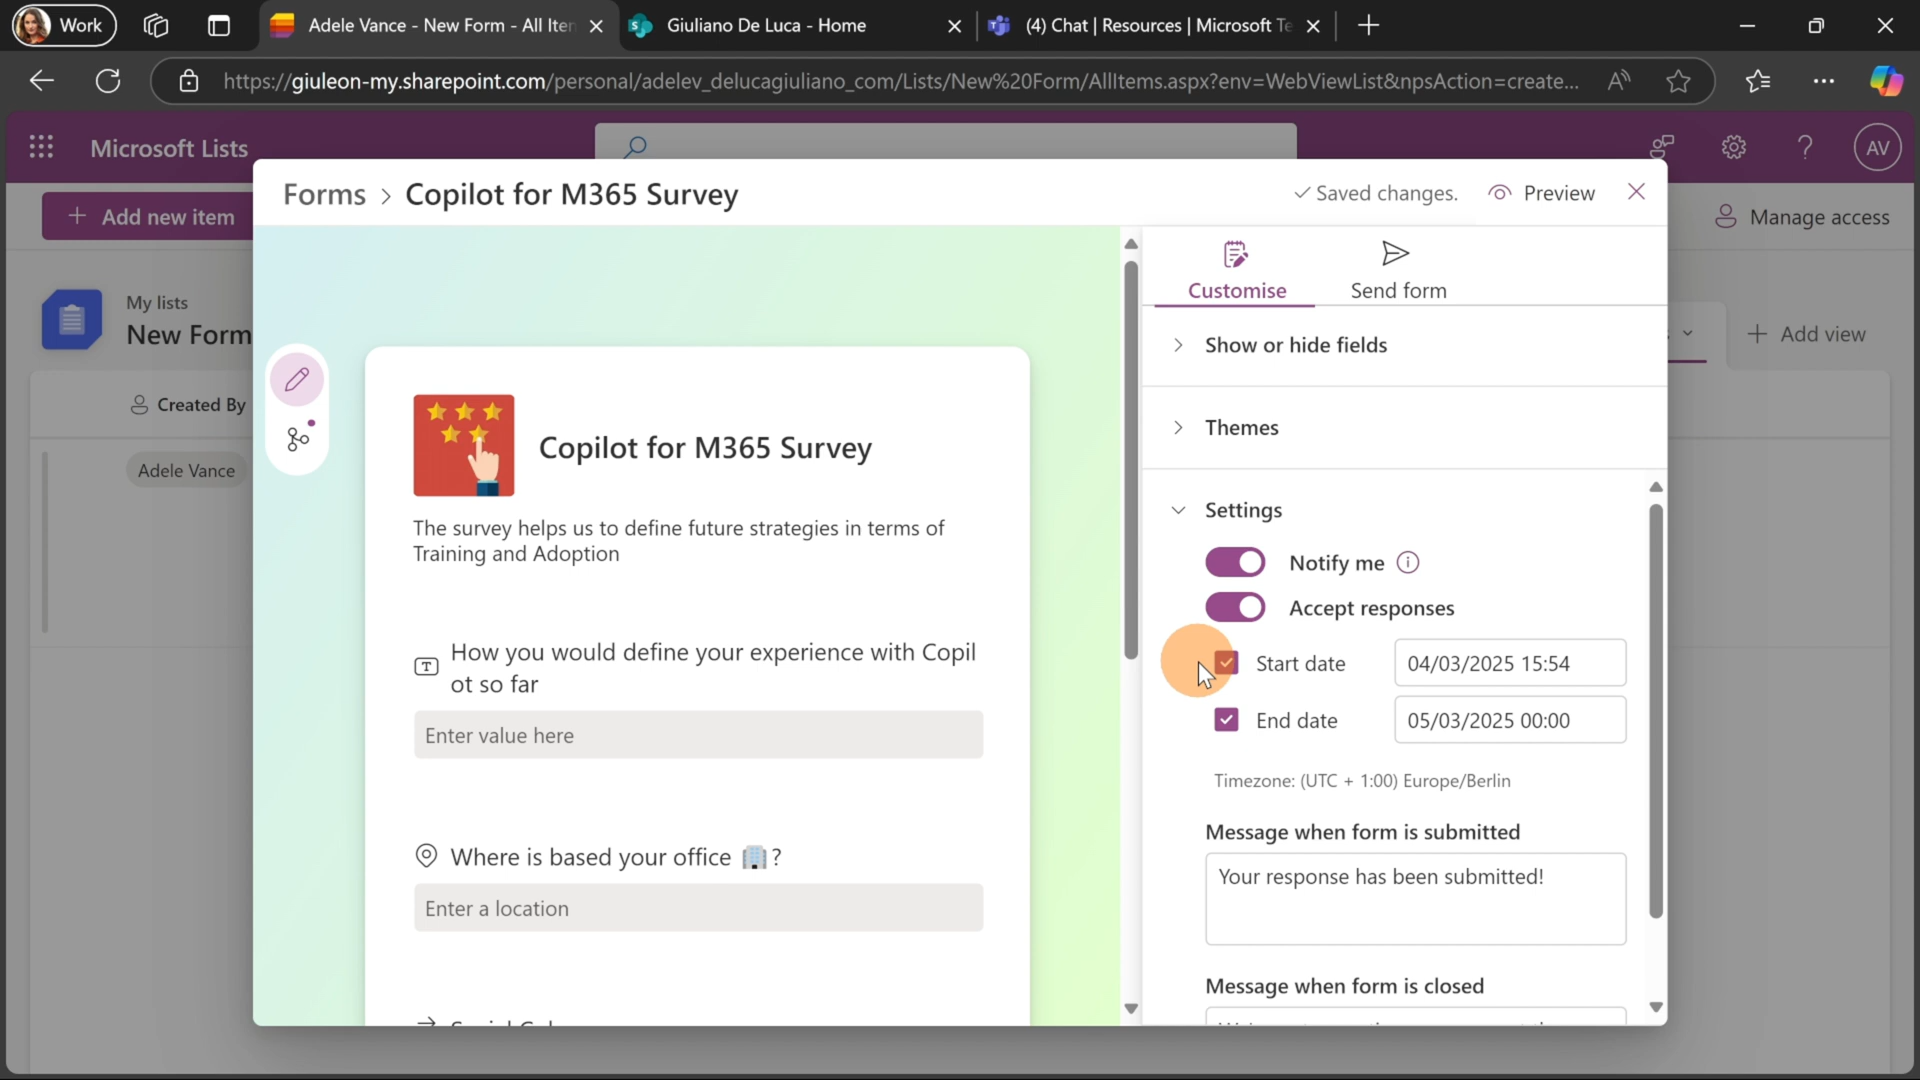 Work
Adele Vance - New Form - All Iten
Giuliano De Luca - Home
(4) Chat | Resources | Microsoft Te
https://giuleon-my.sharepoint.com/personal/adelev_delucagiuliano_com/Lists/New%20Form/AllItems.aspx?env=WebViewList&npsAction=create...
Microsoft Lists
AV
Forms > Copilot for M365 Survey
Saved changes.
Preview
Add new item
Manage access
Customise
Send form
My lists
New Form
Add view
Show or hide fields
Created By
Themes
Adele Vance
Copilot for M365 Survey
The survey helps us to define future strategies in terms of
Training and Adoption
Settings
Notify me
Accept responses
How you would define your experience with Copil
ot so far
Start date
04/03/2025 15:54
Enter value here
End date
05/03/2025 00:00
Timezone: (UTC + 1:00) Europe/Berlin
Message when form is submitted
Where is based your office 🏢?
Your response has been submitted!
Enter a location
Message when form is closed